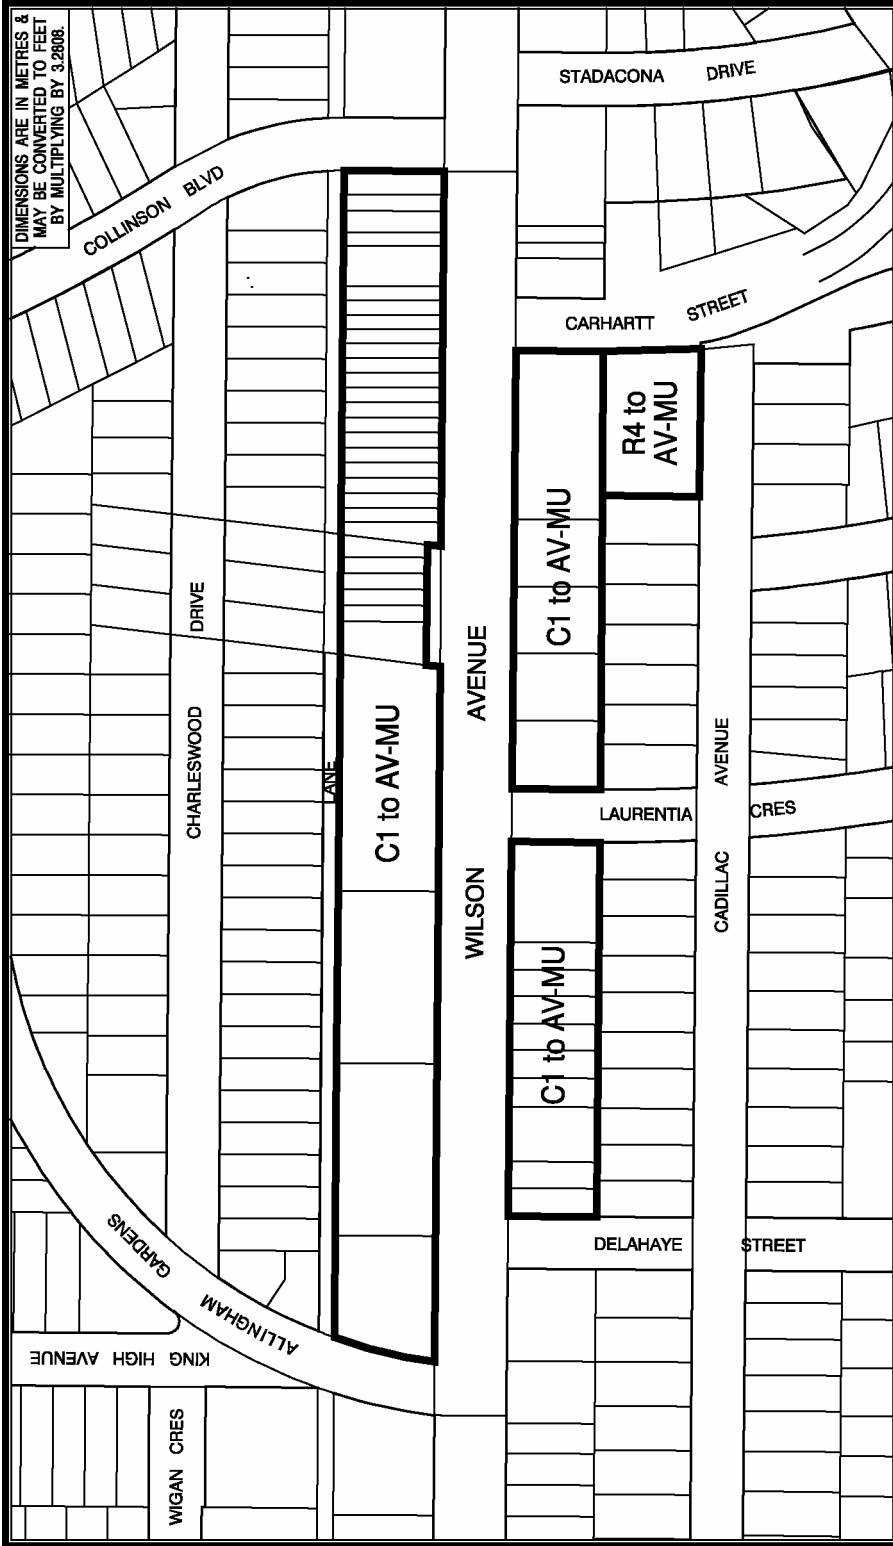 DIMENSIONS ARE IN METRES &
MAY BE CONVERTED TO FEET
BY MULTIPLYING BY 3.2808.
STADACONA DRIVE
COLLINSON BLVD
CARHARTT STREET
R4 to
AV-MU
C1 to AV-MU
CHARLESWOOD DRIVE
LANE
C1 to AV-MU
WILSON AVENUE
LAURENTIA CRES
CADILLAC AVENUE
C1 to AV-MU
DELAHAYE STREET
ALLINGHAM GARDENS
KING HIGH AVENUE
WIGAN CRES